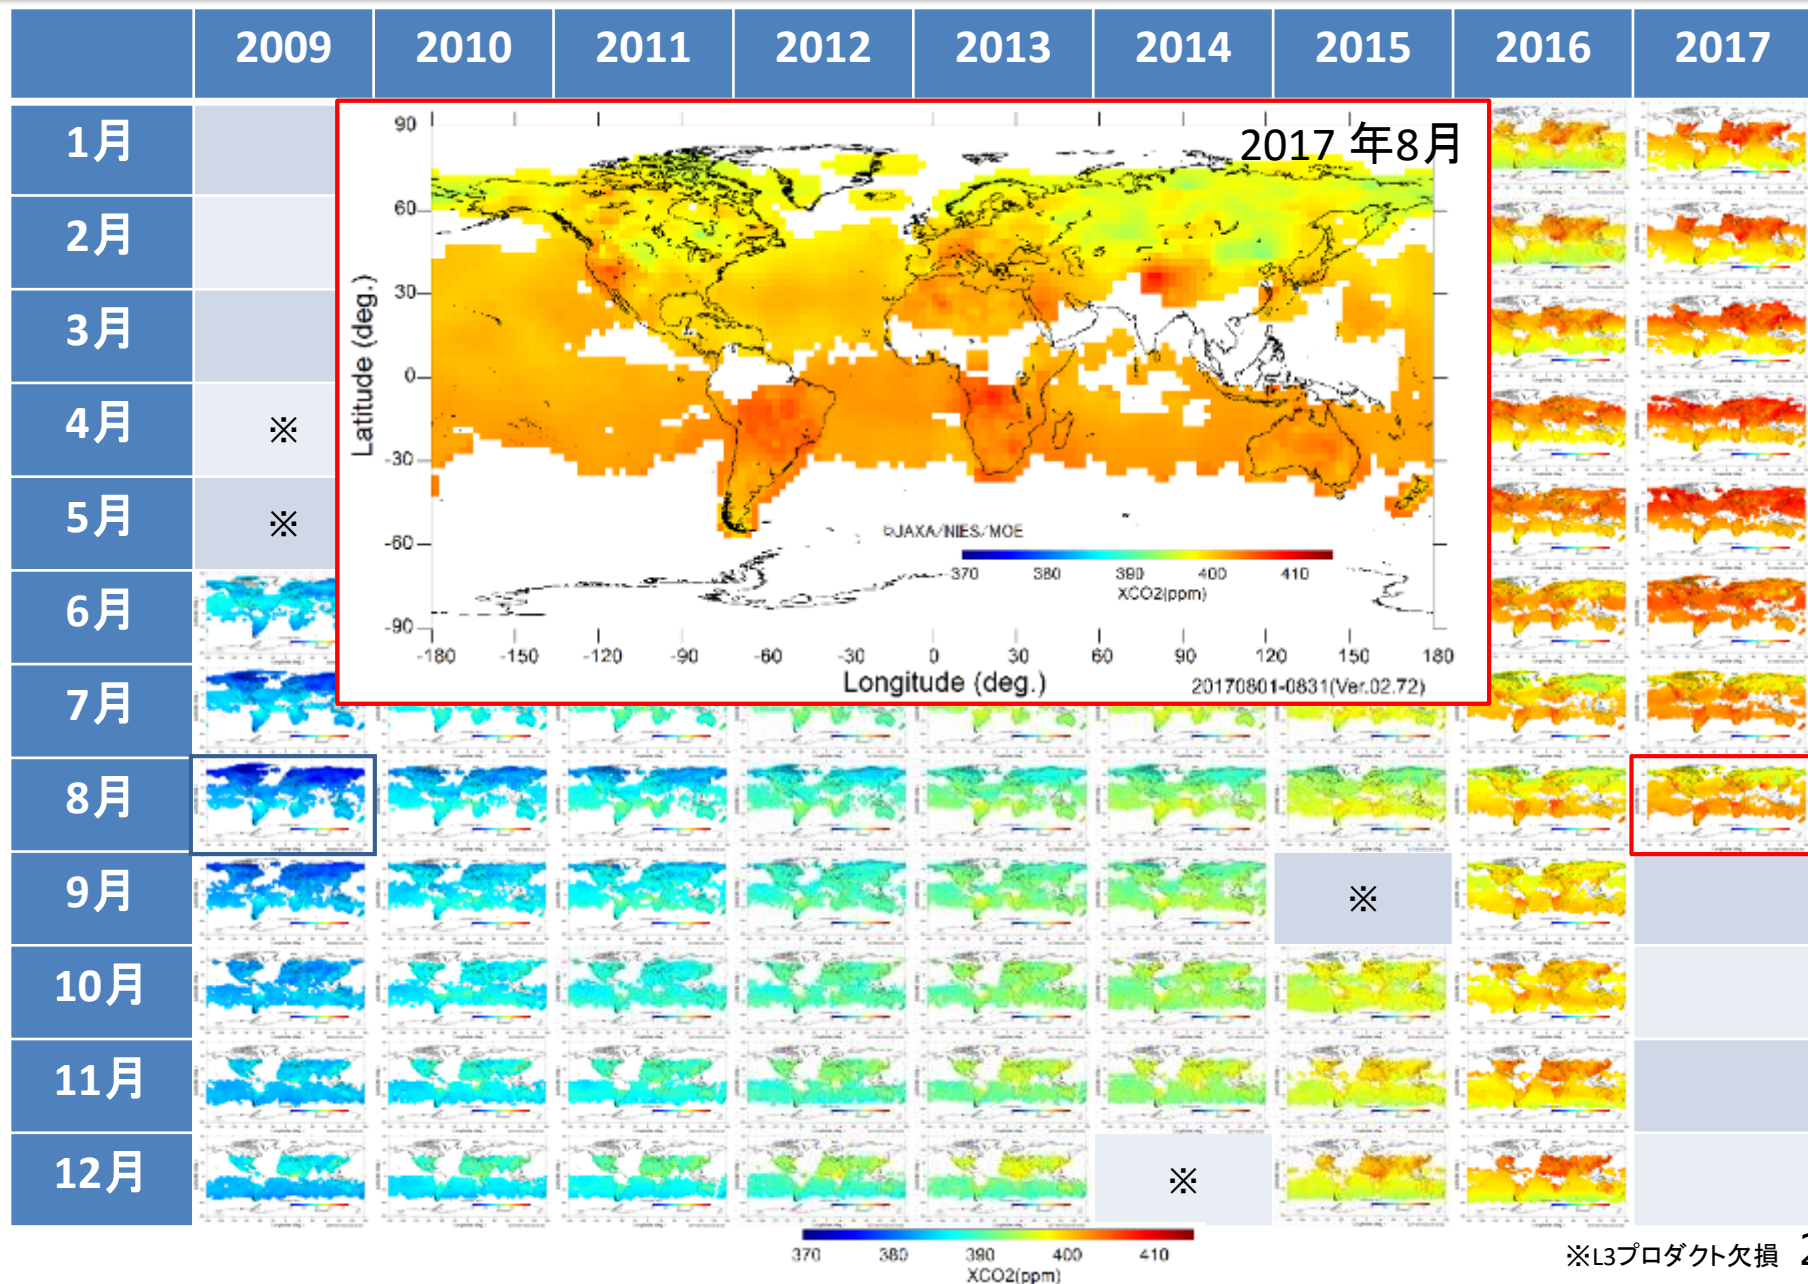 2009 2010 2011 2012 2013 2014 2015 2016 2017
1月
2月
3月
4月 ※
5月 ※
6月
7月
8月
9月 ※
10月
11月
12月 ※
2017 年8月
Latitude (deg.)
90
60
30
0
-30
-60
-90
©JAXA/NIES/MOE
370 380 390 400 410
XCO2(ppm)
-180 -150 -120 -90 -60 -30 0 30 60 90 120 150 180
Longitude (deg.)
20170801-0831(Ver.02.72)
370 380 390 400 410
XCO2(ppm)
※L3プロダクト欠損